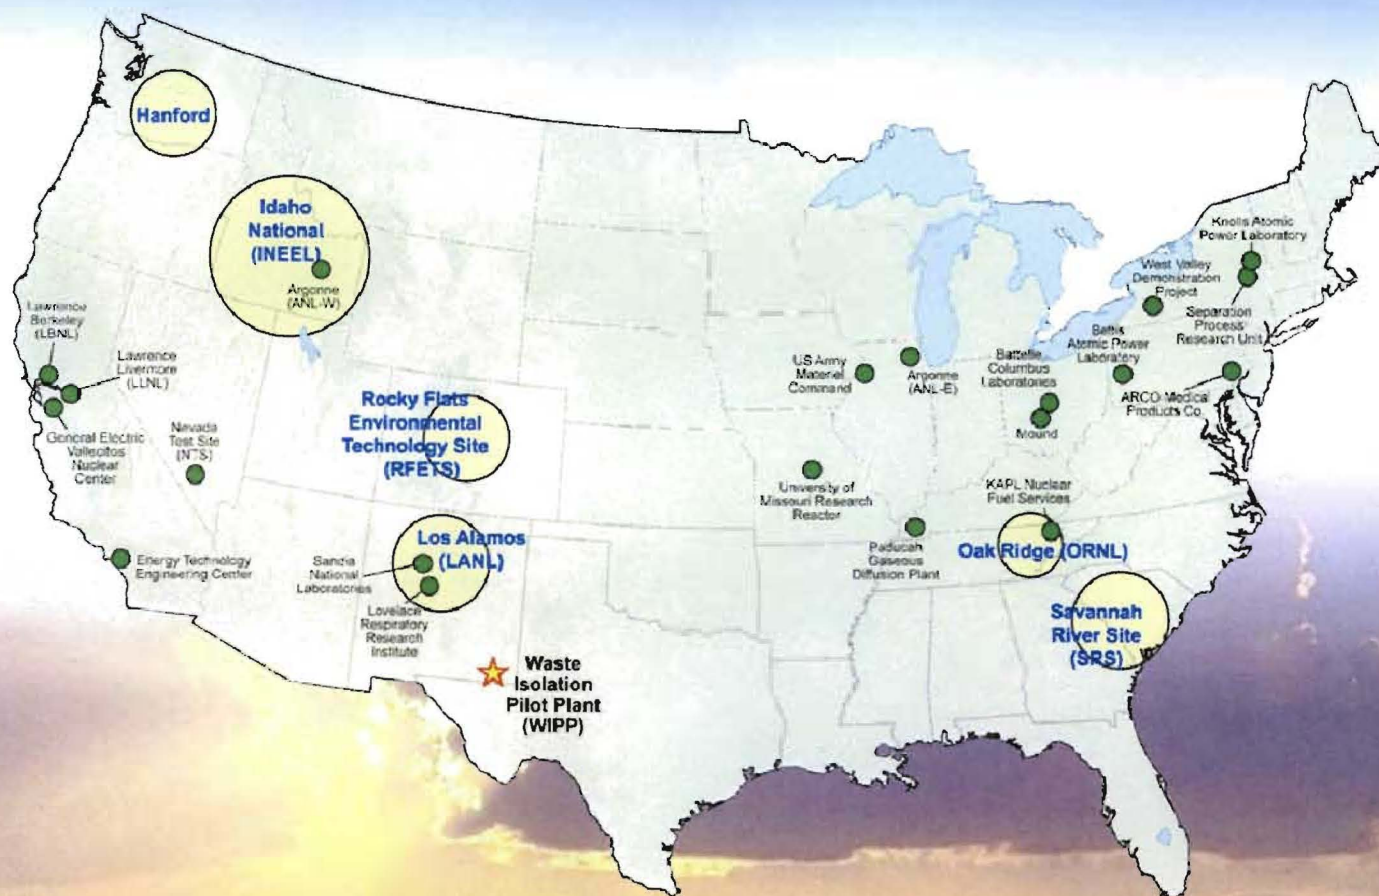 Hanford
Idaho
National
(INEEL)
Argonne
(ANL-W)
Lawrence
Berkeley
(LBNL)
Lawrence
Livermore
(LLNL)
General Electric
Vallecitos
Nuclear
Center
Nevada
Test Site
(NTS)
Rocky Flats
Environmental
Technology Site
(RFETS)
Energy Technology
Engineering Center
Los Alamos
(LANL)
Sandia
National
Laboratories
Lovelace
Respiratory
Research
Institute
Waste
Isolation
Pilot Plant
(WIPP)
US Army
Material
Command
Argonne
(ANL-E)
Battelle
Columbus
Laboratories
Mound
University of
Missouri Research
Reactor
Paducah
Gaseous
Diffusion Plant
KAPL Nuclear
Fuel Services
Oak Ridge (ORNL)
Savannah
River Site
(SRS)
Knolls Atomic
Power Laboratory
West Valley
Demonstration
Project
Separation
Process
Research Unit
Bettis
Atomic Power
Laboratory
ARCO Medical
Products Co.